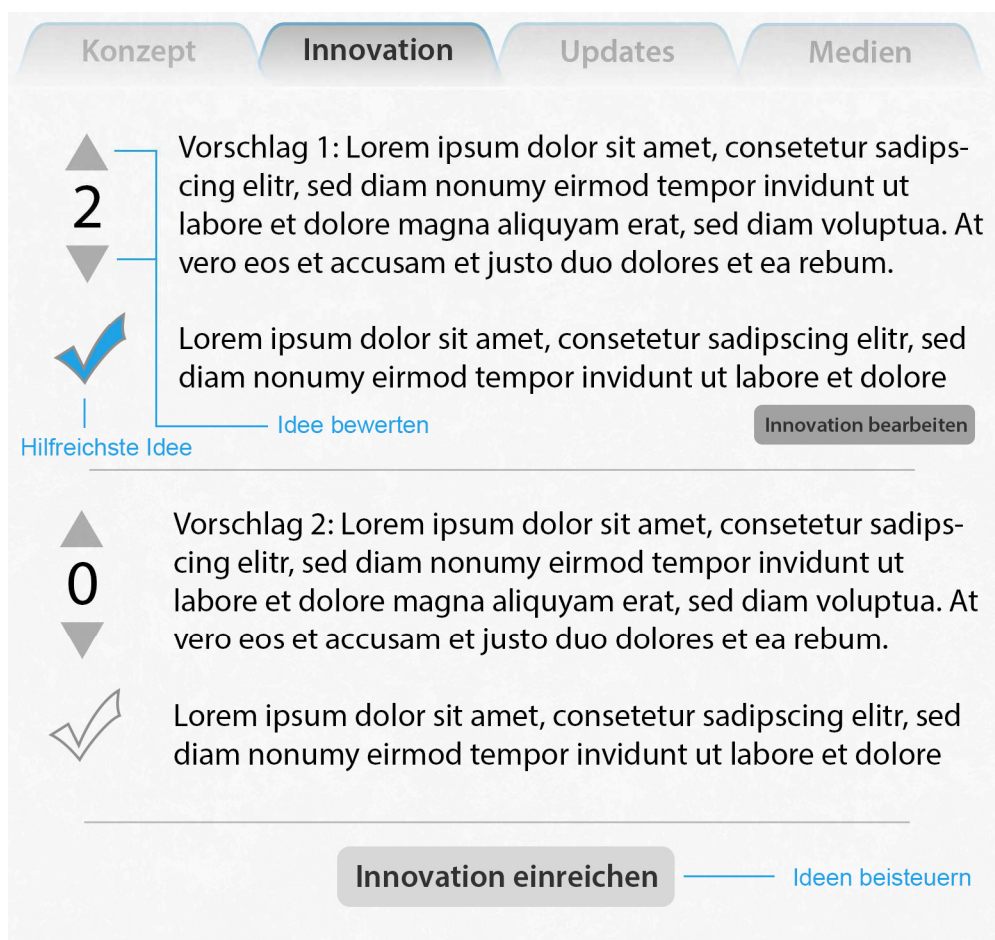 Konzept Innovation Updates Medien
Vorschlag 1: Lorem ipsum dolor sit amet, consetetur sadips-
cing elitr, sed diam nonumy eirmod tempor invidunt ut
2
labore et dolore magna aliquyam erat, sed diam voluptua. At
vero eos et accusam et justo duo dolores et ea rebum.
Lorem ipsum dolor sit amet, consetetur sadipscing elitr, sed
diam nonumy eirmod tempor invidunt ut labore et dolore
Idee bewerten
Innovation bearbeiten
Hilfreichste Idee
Vorschlag 2: Lorem ipsum dolor sit amet, consetetur sadips-
cing elitr, sed diam nonumy eirmod tempor invidunt ut
0
labore et dolore magna aliquyam erat, sed diam voluptua. At
vero eos et accusam et justo duo dolores et ea rebum.
Lorem ipsum dolor sit amet, consetetur sadipscing elitr, sed
diam nonumy eirmod tempor invidunt ut labore et dolore
Innovation einreichen
Ideen beisteuern